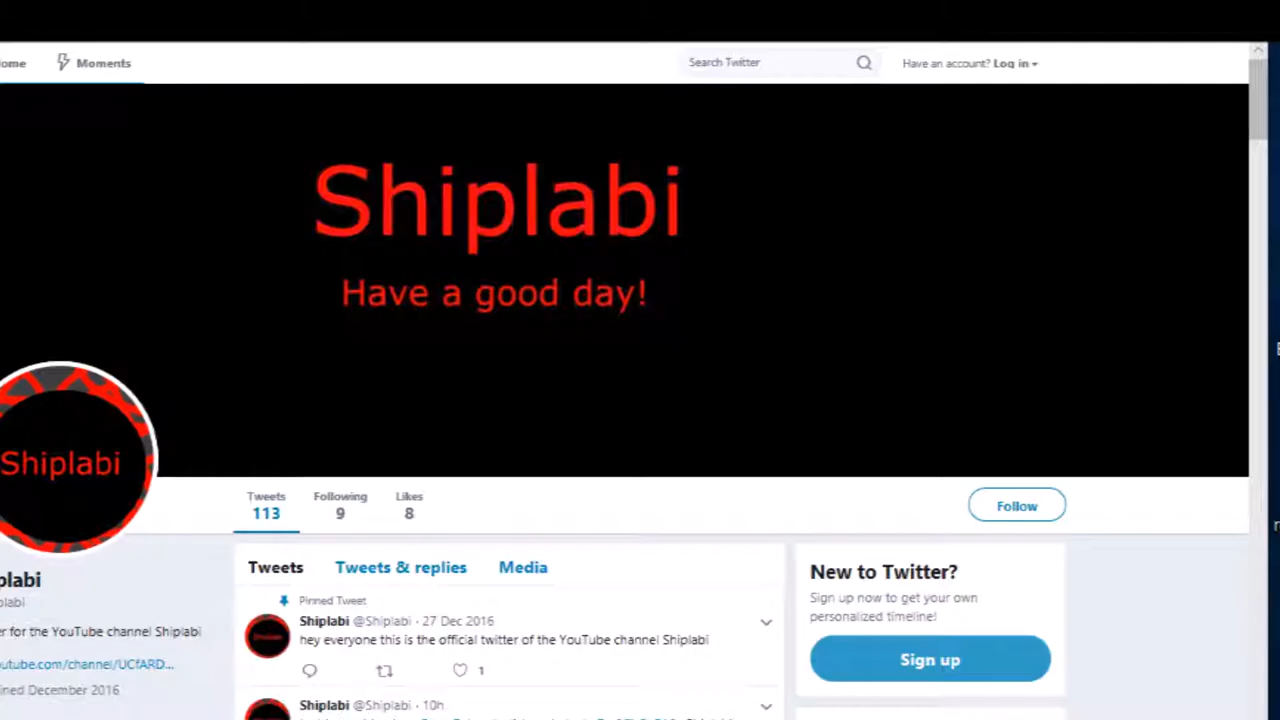 ome Moments Search Twitter Have an account? Log in
Shiplabi
Have a good day!
Shiplabi
Tweets Following Likes
113 9 8 Follow
plabi
labi
er for the YouTube channel Shiplabi
utube.com/channel/UCfARD...
ined December 2016
Tweets Tweets & replies Media
Pinned Tweet
Shiplabi @Shiplabi · 27 Dec 2016
hey everyone this is the official twitter of the YouTube channel Shiplabi
1
Shiplabi @Shiplabi · 10h
New to Twitter?
Sign up now to get your own
personalized timeline!
Sign up